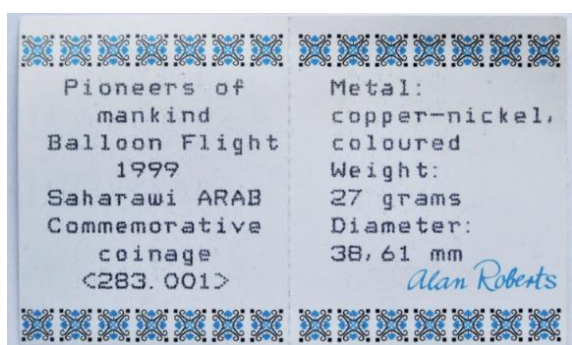 Pioneers of
mankind
Balloon Flight
1999
Saharawi ARAB
Commemorative
coinage
<283.001>
Metal:
copper-nickel,
coloured
Weight:
27 grams
Diameter:
38,61 mm
Alan Roberts